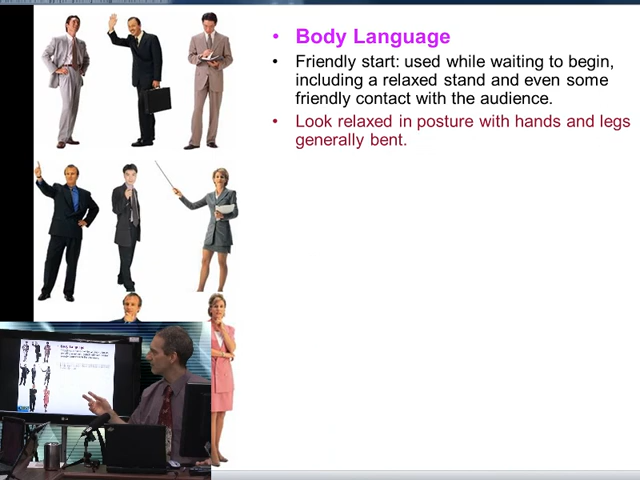 Body Language
Friendly start: used while waiting to begin,
including a relaxed stand and even some
friendly contact with the audience.
Look relaxed in posture with hands and legs
generally bent.